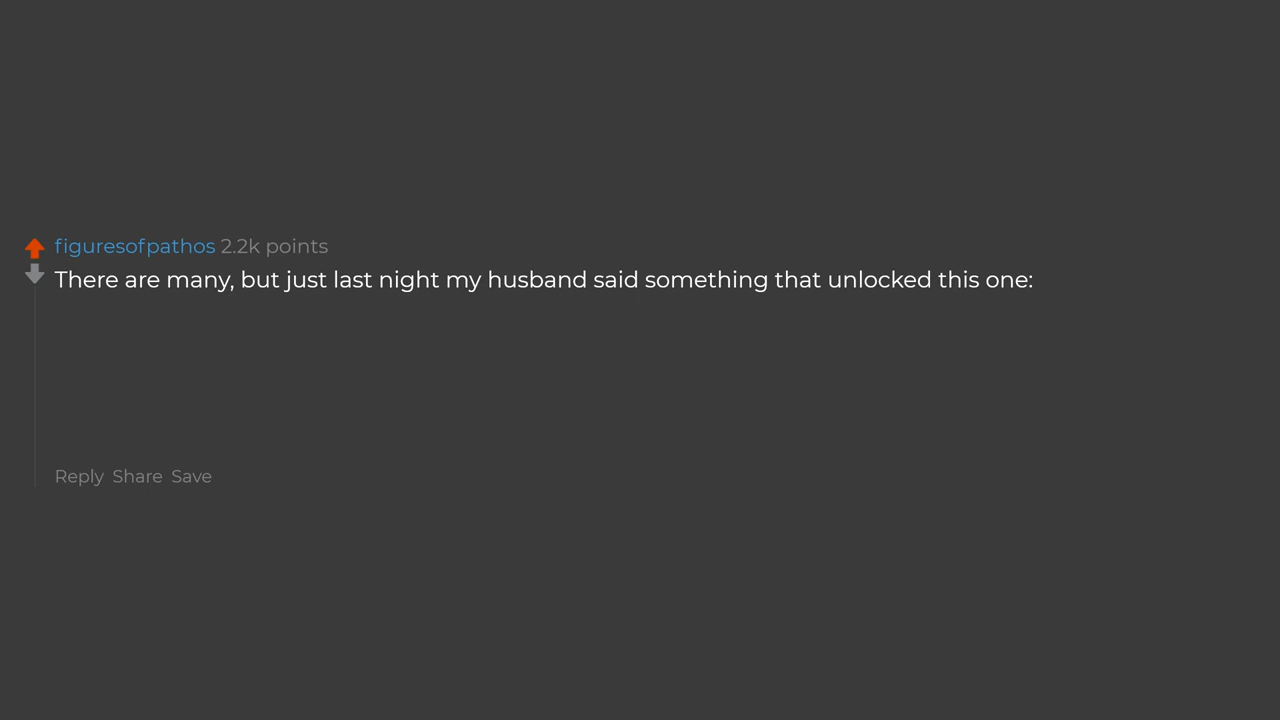 figuresofpathos 2.2k points
There are many, but just last night my husband said something that unlocked this one:
Reply Share Save